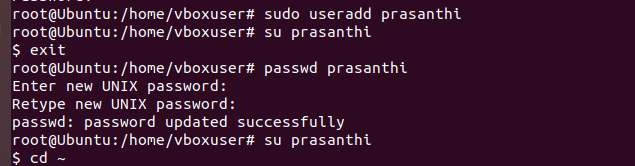 root@Ubuntu:/home/vboxuser# sudo useradd prasanthi
root@Ubuntu:/home/vboxuser# su prasanthi
$ exit
root@Ubuntu:/home/vboxuser# passwd prasanthi
Enter new UNIX password:
Retype new UNIX password:
passwd: password updated successfully
root@Ubuntu:/home/vboxuser# su prasanthi
$ cd ~